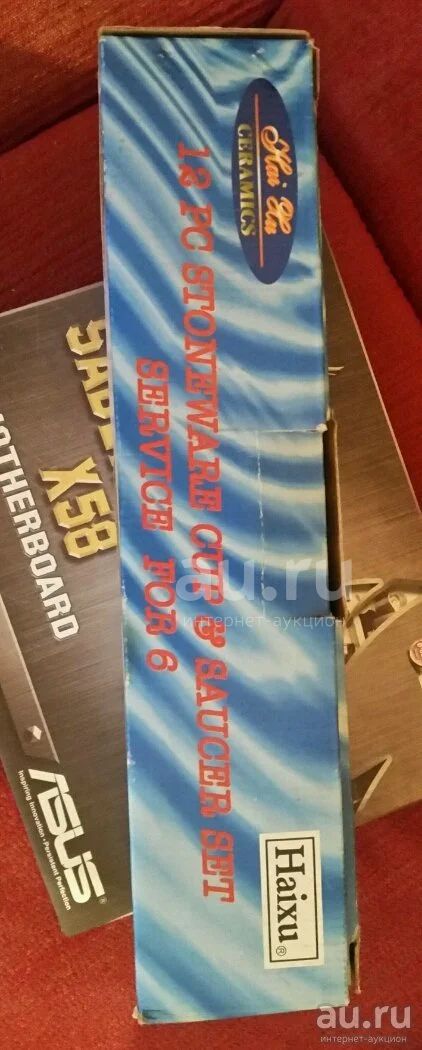 Hai Xu
CERAMICS
12 PC STONEWARE CUP & SAUCER SET
SERVICE FOR 6
Haixu®
X58
MOTHERBOARD
ASUS®
Inspiring Innovation · Persistent Perfection
au.ru
интернет-аукцион
au.ru
интернет-аукцион